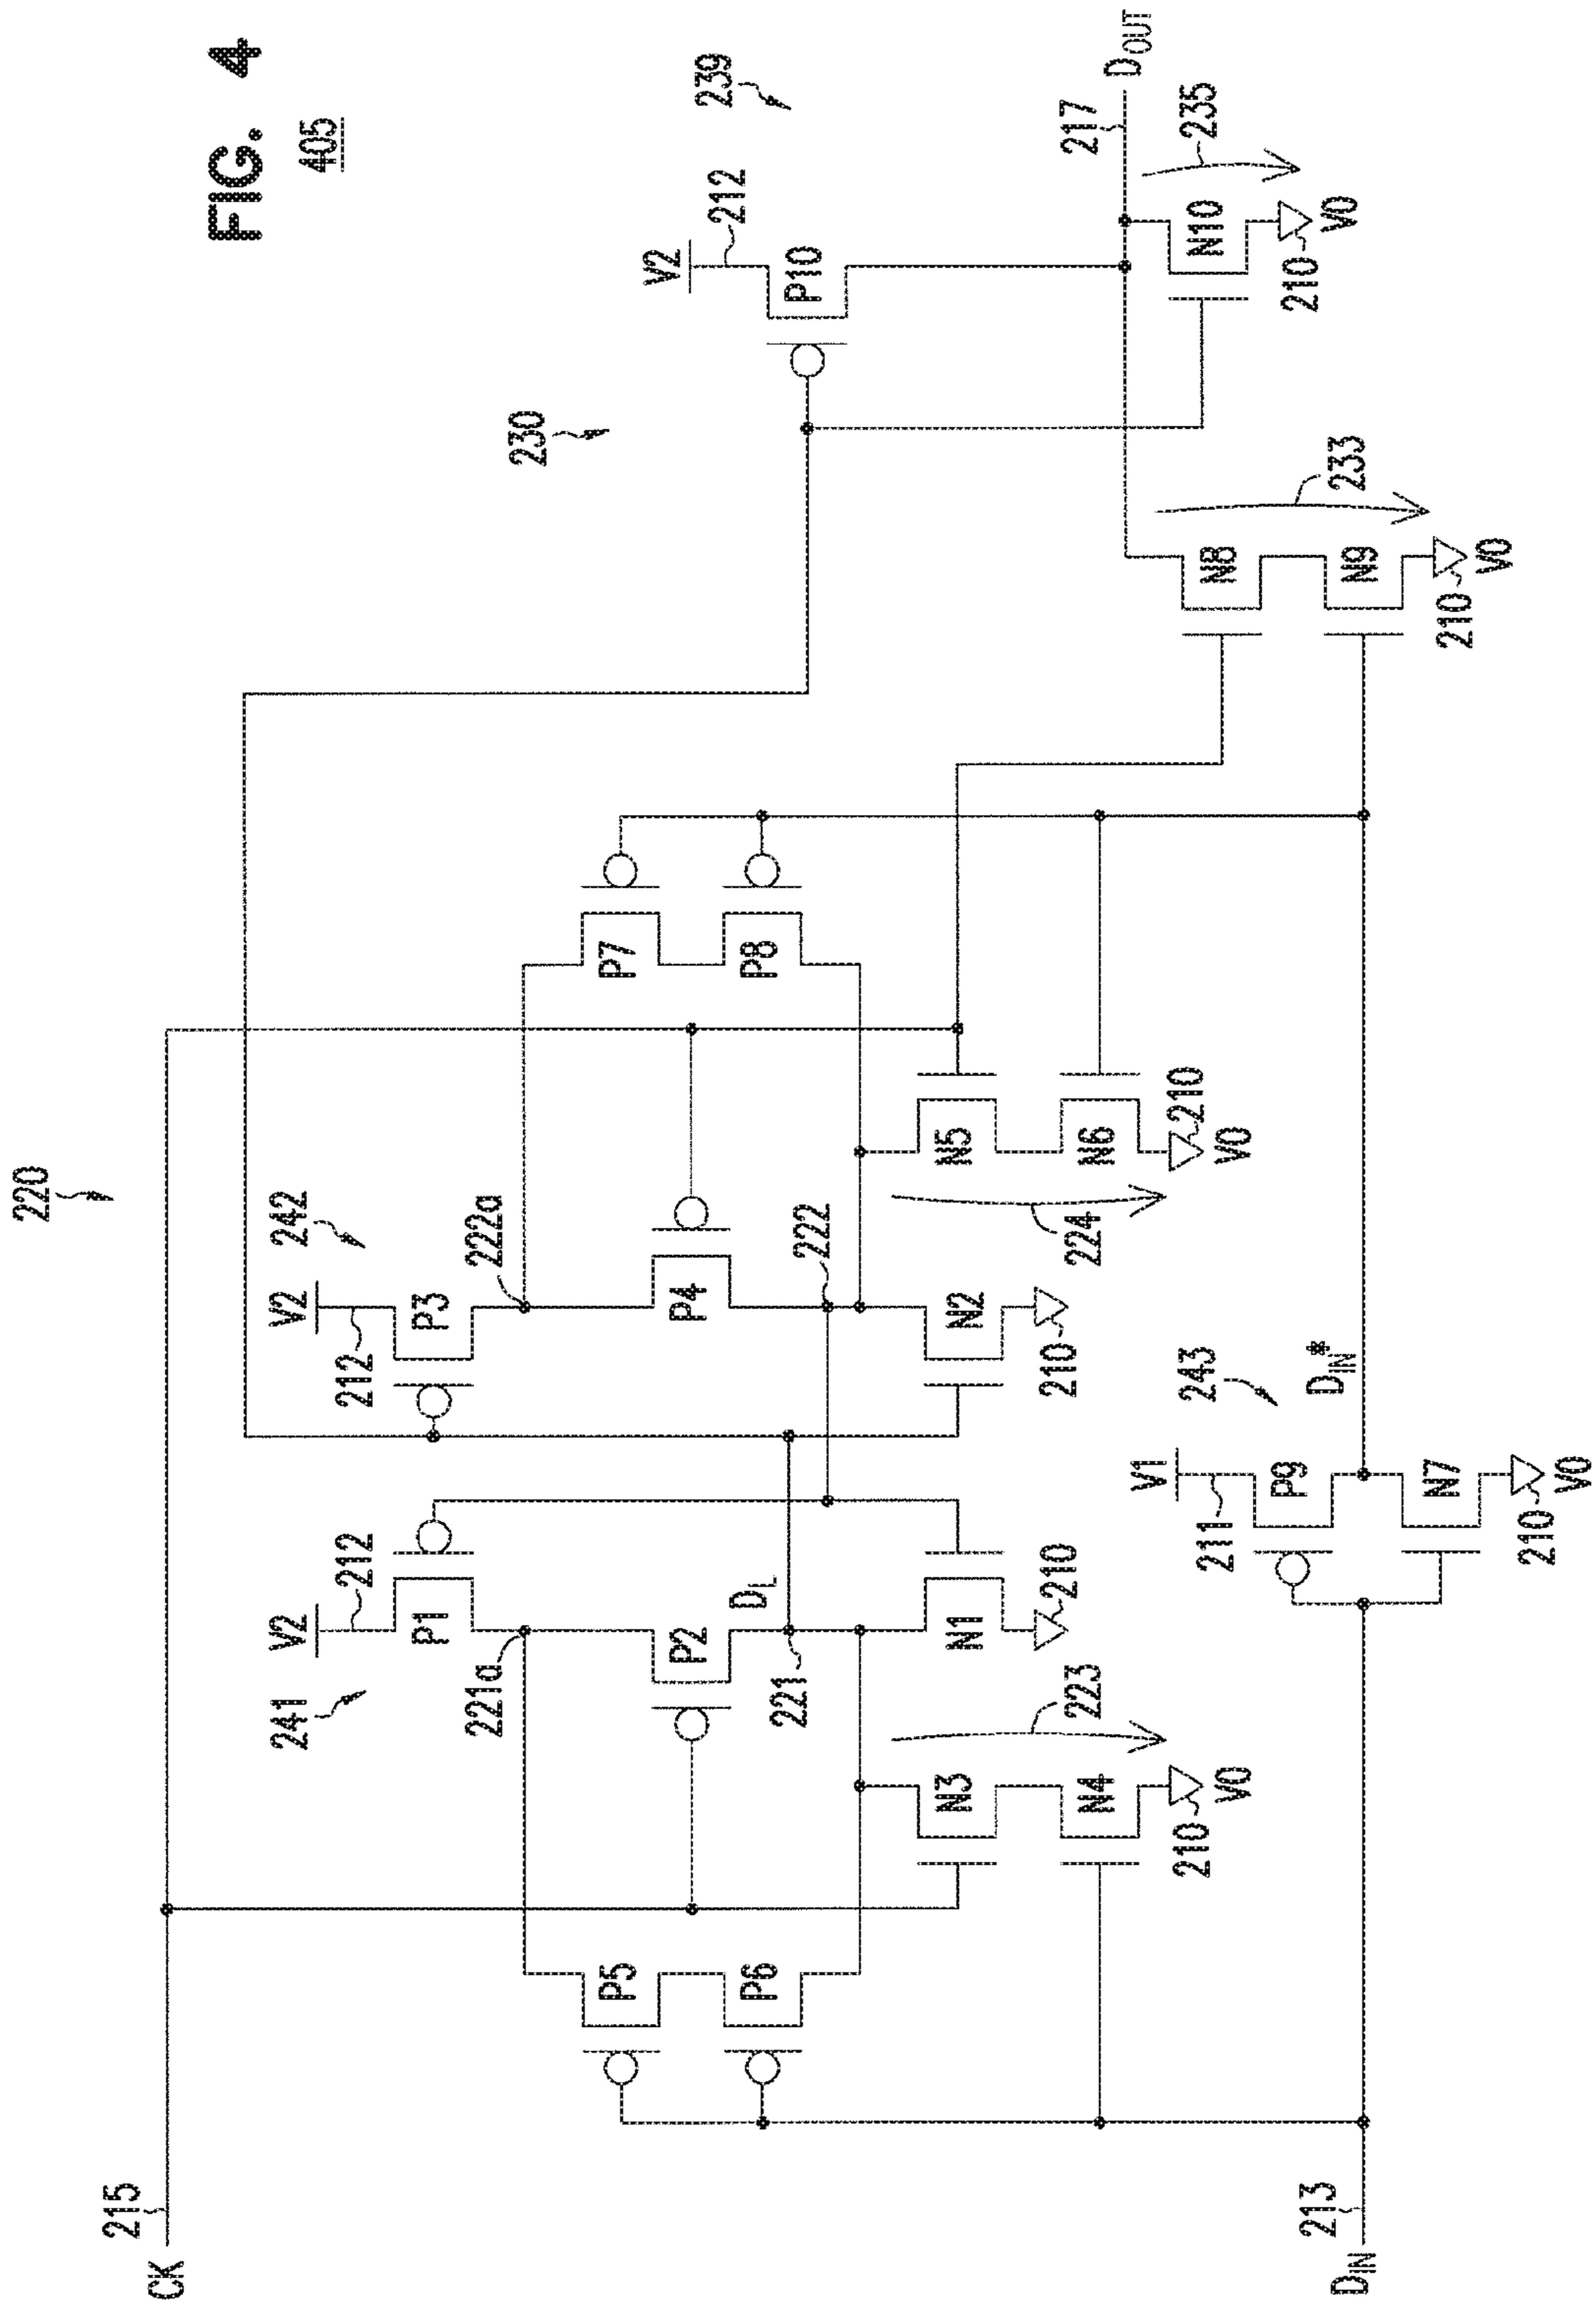 FIG. 4
405
220
230
239
CK
215
241
V2
212
P1
221a
P2
DL
221
N1
210
P5
P6
N3
N4
223
210
V0
242
V2
212
P3
222a
P4
222
N2
210
P7
P8
N5
N6
224
210
V0
DIN
213
243
V1
211
P9
N7
210
V0
DIN*
V2
212
P10
217
DOUT
N8
N9
233
210
V0
N10
235
210
V0